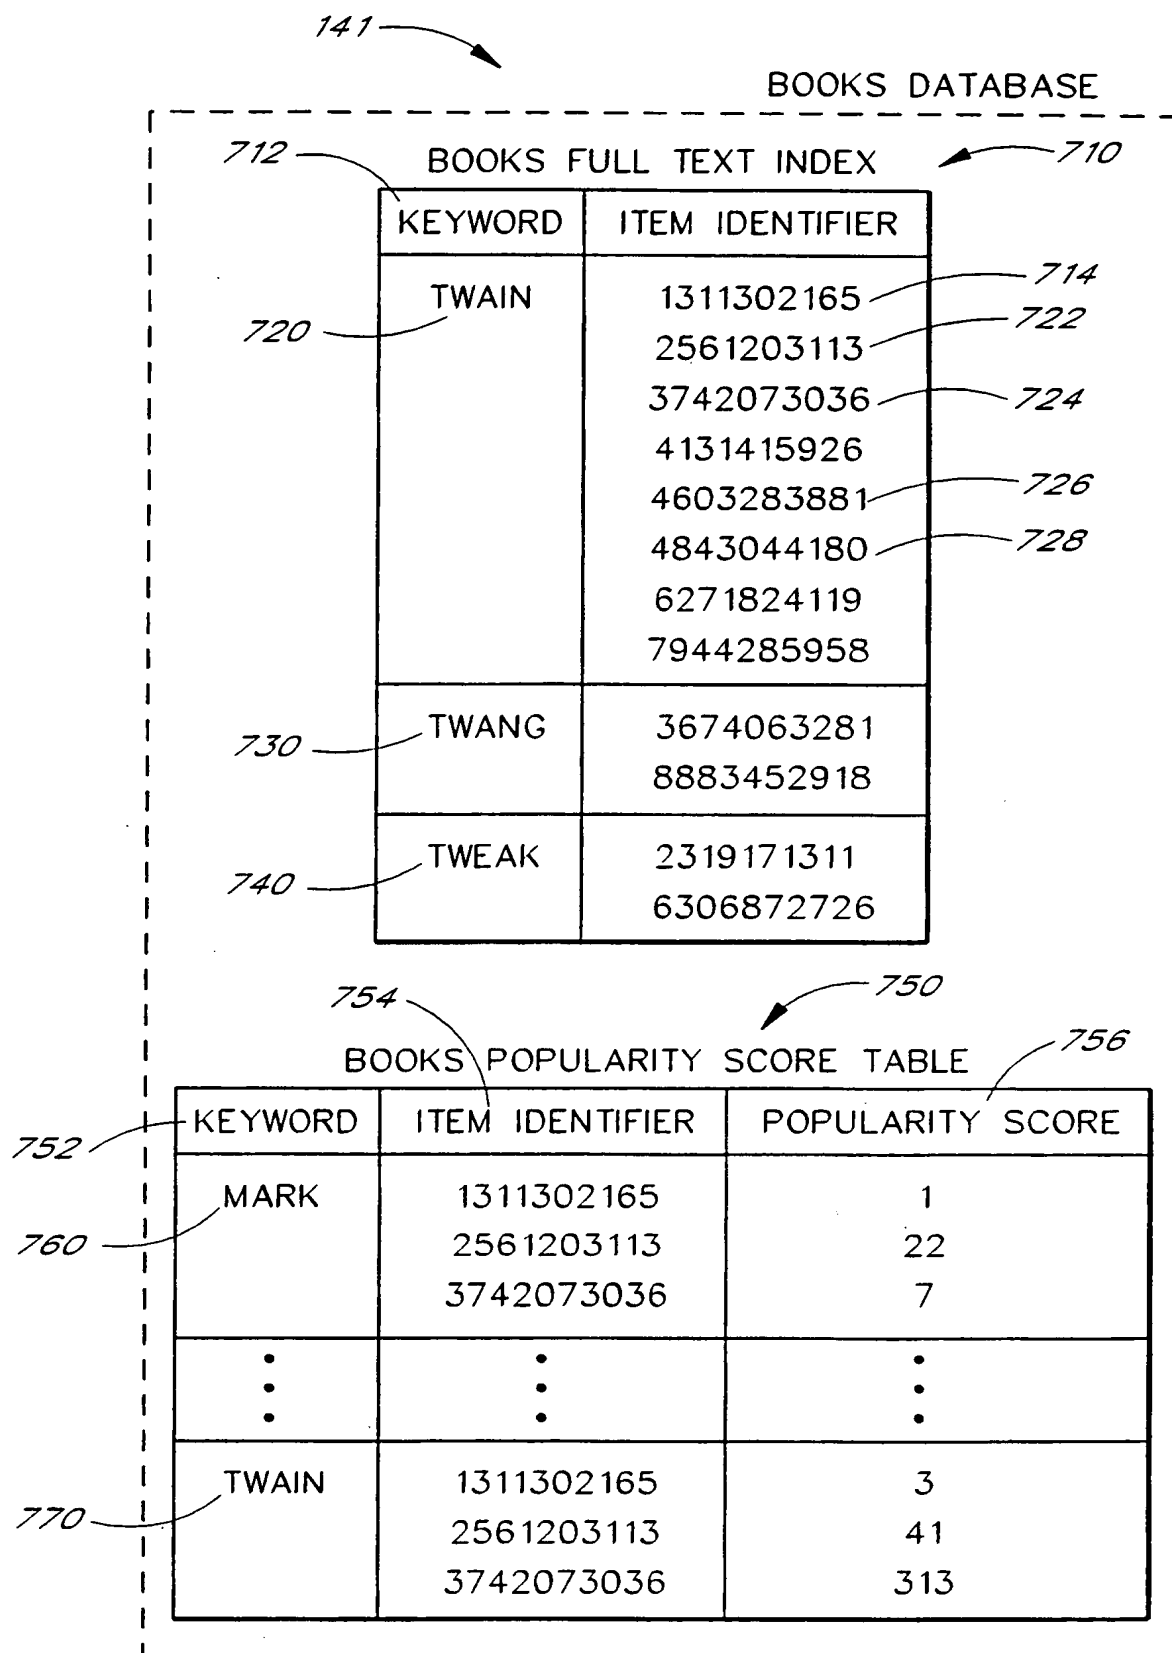 141
BOOKS DATABASE
712
BOOKS FULL TEXT INDEX
710
KEYWORD ITEM IDENTIFIER
TWAIN 1311302165 714
720 2561203113 722
3742073036 724
4131415926
4603283881 726
4843044180 728
6271824119
7944285958
730 TWANG 3674063281
8883452918
740 TWEAK 2319171311
6306872726
754 750
BOOKS POPULARITY SCORE TABLE 756
752 KEYWORD ITEM IDENTIFIER POPULARITY SCORE
MARK 1311302165 1
760 2561203113 22
3742073036 7
TWAIN 1311302165 3
770 2561203113 41
3742073036 313